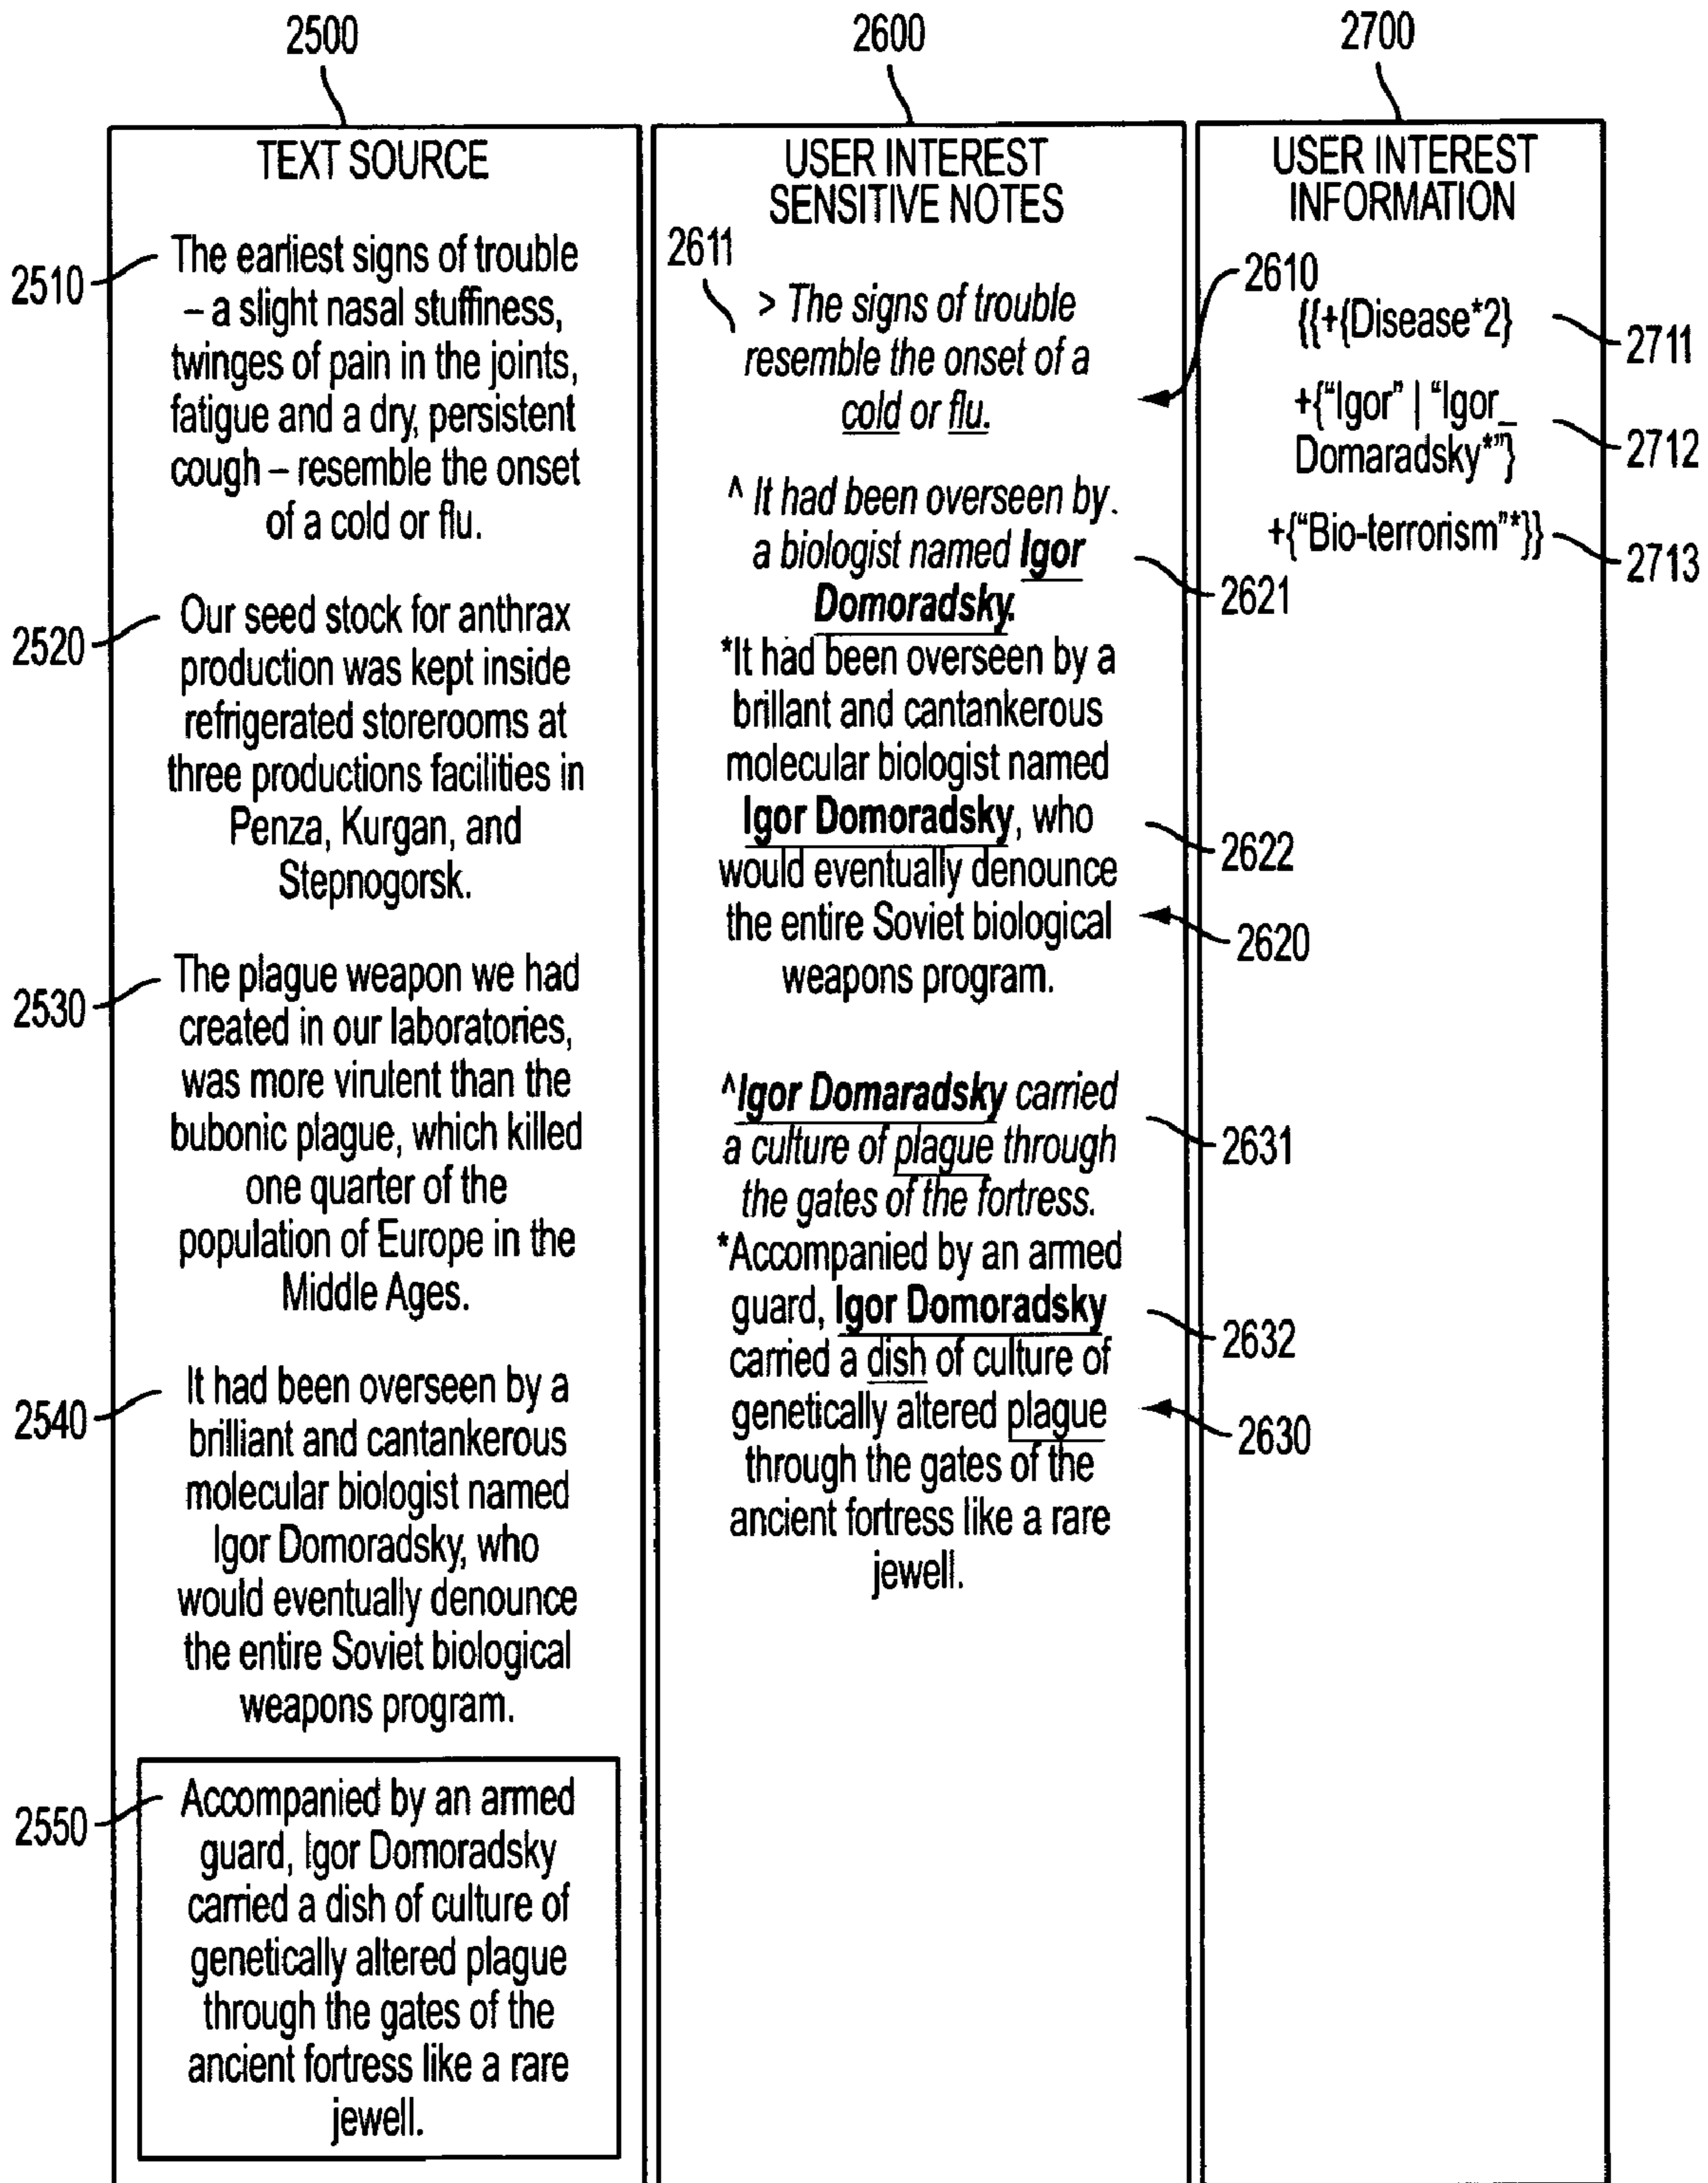 2500
2600
2700
TEXT SOURCE
2510
The earliest signs of trouble
– a slight nasal stuffiness,
twinges of pain in the joints,
fatigue and a dry, persistent
cough – resemble the onset
of a cold or flu.
2520
Our seed stock for anthrax
production was kept inside
refrigerated storerooms at
three productions facilities in
Penza, Kurgan, and
Stepnogorsk.
2530
The plague weapon we had
created in our laboratories,
was more virulent than the
bubonic plague, which killed
one quarter of the
population of Europe in the
Middle Ages.
2540
It had been overseen by a
brilliant and cantankerous
molecular biologist named
Igor Domoradsky, who
would eventually denounce
the entire Soviet biological
weapons program.
2550
Accompanied by an armed
guard, Igor Domoradsky
carried a dish of culture of
genetically altered plague
through the gates of the
ancient fortress like a rare
jewell.
USER INTEREST
SENSITIVE NOTES
2611
2610
> The signs of trouble
resemble the onset of a
cold or flu.
^ It had been overseen by.
a biologist named Igor
Domoradsky.
2621
*It had been overseen by a
brillant and cantankerous
molecular biologist named
Igor Domoradsky, who
would eventually denounce
the entire Soviet biological
weapons program.
2622
2620
^Igor Domaradsky carried
a culture of plague through
the gates of the fortress.
2631
*Accompanied by an armed
guard, Igor Domoradsky
carried a dish of culture of
genetically altered plague
through the gates of the
ancient fortress like a rare
jewell.
2632
2630
USER INTEREST
INFORMATION
{{+{Disease*2}
2711
+{“Igor” | “Igor_
Domaradsky*”}
2712
+{“Bio-terrorism”*}}
2713